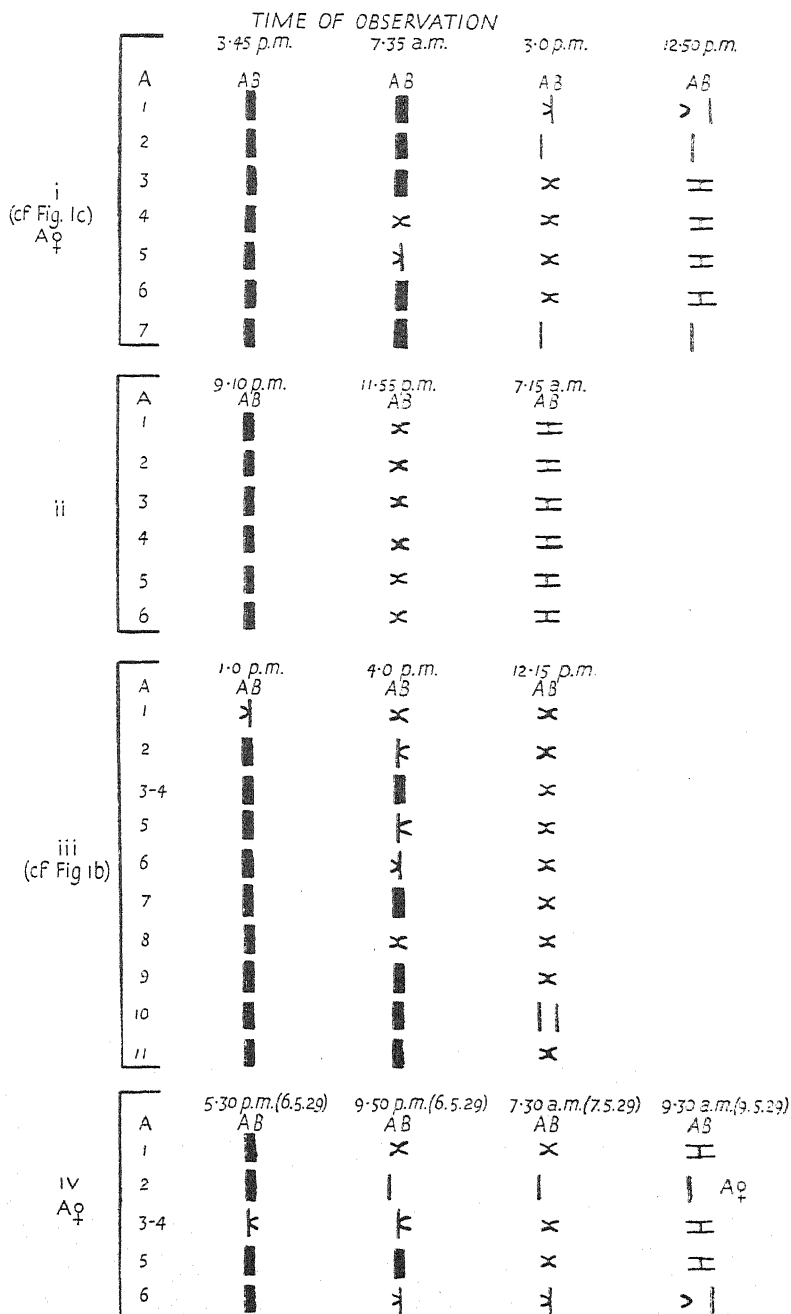 TIME OF OBSERVATION
3·45 p.m. 7·35 a.m. 3·0 p.m. 12·50 p.m.
A AB AB AB AB
1
2
3
i
(cf Fig. 1c)
A♀
4
5
6
7
9·10 p.m. 11·55 p.m. 7·15 a.m.
A AB AB AB
1
2
ii
3
4
5
6
1·0 p.m. 4·0 p.m. 12·15 p.m.
A AB AB AB
1
2
3-4
5
iii
(cf Fig 1b)
6
7
8
9
10
11
5·30 p.m.(6.5.29) 9·50 p.m.(6.5.29) 7·30 a.m.(7.5.29) 9·30 a.m.(9.5.29)
A AB AB AB AB
1
iv
A♀
2 A♀
3-4
5
6